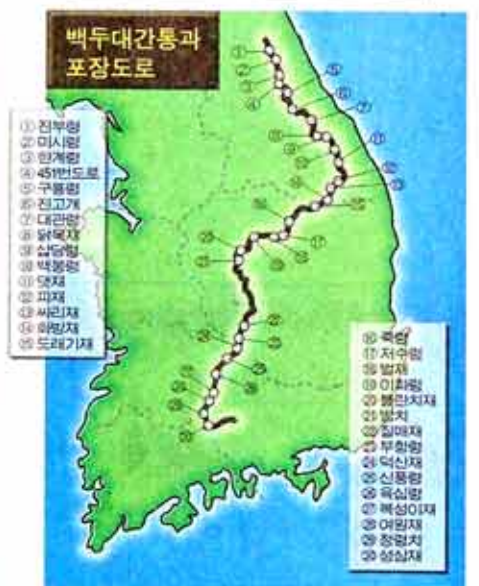 백두대간통과
포장도로
① 진부령
② 미시령
③ 한계령
④ 451번도로
⑤ 구룡령
⑥ 진고개
⑦ 대관령
⑧ 닭목재
⑨ 삽당령
⑩ 백봉령
⑪ 댓재
⑫ 피재
⑬ 싸리재
⑭ 화방재
⑮ 도래기재
⑯ 죽령
⑰ 저수령
⑱ 벌재
⑲ 이화령
⑳ 불란치재
㉑ 밤치
㉒ 질매재
㉓ 부항령
㉔ 덕산재
㉕ 신풍령
㉖ 육십령
㉗ 복성이재
㉘ 여원재
㉙ 정령치
㉚ 성삼재